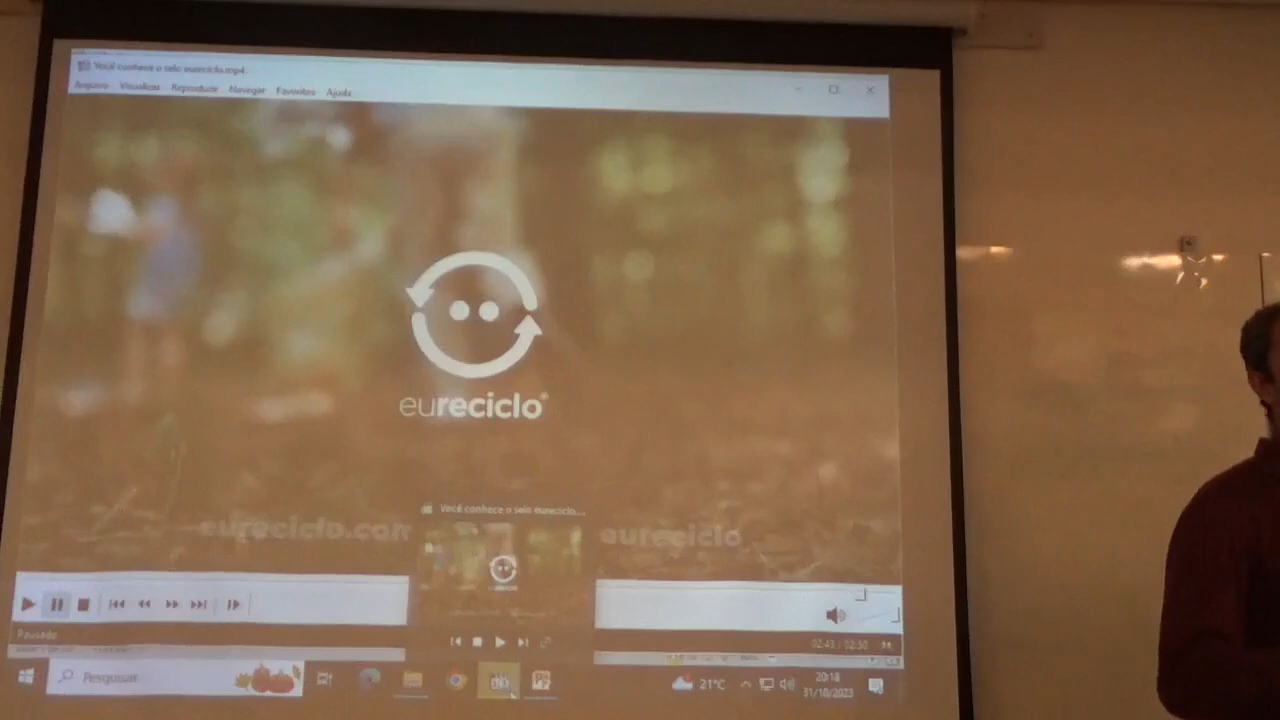 Você conhece o selo eureciclo.mp4
Arquivo Visualizar Reproduzir Navegar Favoritos Ajuda
eureciclo®
Você conhece o selo eureciclo...
eureciclo.com
eureciclo
Pausado
02:43 / 02:50
Pesquisar
21°C
20:18
31/10/2023